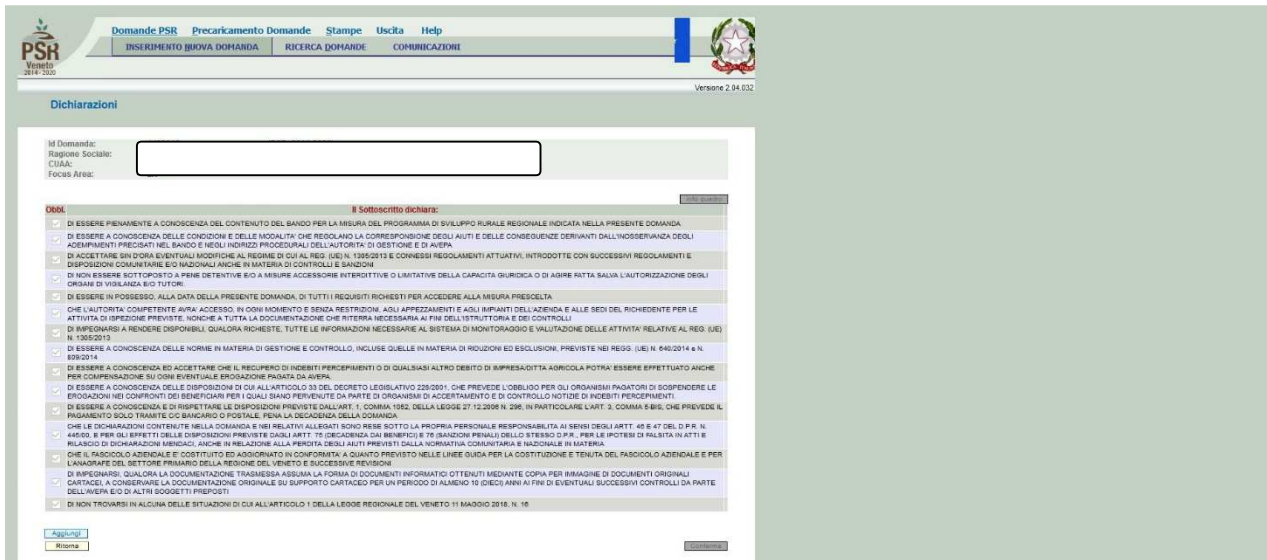 Domande PSR Precaricamento Domande Stampe Uscita Help
INSERIMENTO NUOVA DOMANDA RICERCA DOMANDE COMUNICAZIONI
PSR
Veneto
2014-2020
Versione 2.04.032
Dichiarazioni
Id Domanda:
Ragione Sociale:
CUAA:
Focus Area:
Info quadro
Obbl. Il Sottoscritto dichiara:
DI ESSERE PIENAMENTE A CONOSCENZA DEL CONTENUTO DEL BANDO PER LA MISURA DEL PROGRAMMA DI SVILUPPO RURALE REGIONALE INDICATA NELLA PRESENTE DOMANDA
DI ESSERE A CONOSCENZA DELLE CONDIZIONI E DELLE MODALITA' CHE REGOLANO LA CORRESPONSIONE DEGLI AIUTI E DELLE CONSEGUENZE DERIVANTI DALL'INOSSERVANZA DEGLI
ADEMPIMENTI PRECISATI NEL BANDO E NEGLI INDIRIZZI PROCEDURALI DELL'AUTORITA' DI GESTIONE E DI AVEPA
DI ACCETTARE SIN D'ORA EVENTUALI MODIFICHE AL REGIME DI CUI AL REG. (UE) N. 1305/2013 E CONNESSI REGOLAMENTI ATTUATIVI, INTRODOTTE CON SUCCESSIVI REGOLAMENTI E
DISPOSIZIONI COMUNITARIE E/O NAZIONALI ANCHE IN MATERIA DI CONTROLLI E SANZIONI
DI NON ESSERE SOTTOPOSTO A PENE DETENTIVE E/O A MISURE ACCESSORIE INTERDITTIVE O LIMITATIVE DELLA CAPACITA GIURIDICA O DI AGIRE FATTA SALVA L'AUTORIZZAZIONE DEGLI
ORGANI DI VIGILANZA E/O TUTORI.
DI ESSERE IN POSSESSO, ALLA DATA DELLA PRESENTE DOMANDA, DI TUTTI I REQUISITI RICHIESTI PER ACCEDERE ALLA MISURA PRESCELTA
CHE L'AUTORITA' COMPETENTE AVRA' ACCESSO, IN OGNI MOMENTO E SENZA RESTRIZIONI, AGLI APPEZZAMENTI E AGLI IMPIANTI DELL'AZIENDA E ALLE SEDI DEL RICHIEDENTE PER LE
ATTIVITA DI ISPEZIONE PREVISTE, NONCHE A TUTTA LA DOCUMENTAZIONE CHE RITERRA NECESSARIA AI FINI DELL'ISTRUTTORIA E DEI CONTROLLI
DI IMPEGNARSI A RENDERE DISPONIBILI, QUALORA RICHIESTE, TUTTE LE INFORMAZIONI NECESSARIE AL SISTEMA DI MONITORAGGIO E VALUTAZIONE DELLE ATTIVITA' RELATIVE AL REG. (UE)
N. 1305/2013
DI ESSERE A CONOSCENZA DELLE NORME IN MATERIA DI GESTIONE E CONTROLLO, INCLUSE QUELLE IN MATERIA DI RIDUZIONI ED ESCLUSIONI, PREVISTE NEI REGG. (UE) N. 640/2014 e N.
809/2014
DI ESSERE A CONOSCENZA ED ACCETTARE CHE IL RECUPERO DI INDEBITI PERCEPIMENTI O DI QUALSIASI ALTRO DEBITO DI IMPRESA/DITTA AGRICOLA POTRA' ESSERE EFFETTUATO ANCHE
PER COMPENSAZIONE SU OGNI EVENTUALE EROGAZIONE PAGATA DA AVEPA.
DI ESSERE A CONOSCENZA DELLE DISPOSIZIONI DI CUI ALL'ARTICOLO 33 DEL DECRETO LEGISLATIVO 228/2001, CHE PREVEDE L'OBBLIGO PER GLI ORGANISMI PAGATORI DI SOSPENDERE LE
EROGAZIONI NEI CONFRONTI DEI BENEFICIARI PER I QUALI SIANO PERVENUTE DA PARTE DI ORGANISMI DI ACCERTAMENTO E DI CONTROLLO NOTIZIE DI INDEBITI PERCEPIMENTI.
DI ESSERE A CONOSCENZA E DI RISPETTARE LE DISPOSIZIONI PREVISTE DALL'ART. 1, COMMA 1052, DELLA LEGGE 27.12.2006 N. 296, IN PARTICOLARE L'ART. 3, COMMA 5-BIS, CHE PREVEDE IL
PAGAMENTO SOLO TRAMITE C/C BANCARIO O POSTALE, PENA LA DECADENZA DELLA DOMANDA
CHE LE DICHIARAZIONI CONTENUTE NELLA DOMANDA E NEI RELATIVI ALLEGATI SONO RESE SOTTO LA PROPRIA PERSONALE RESPONSABILITA AI SENSI DEGLI ARTT. 46 E 47 DEL D.P.R. N.
445/00, E PER GLI EFFETTI DELLE DISPOSIZIONI PREVISTE DAGLI ARTT. 75 (DECADENZA DAI BENEFICI) E 76 (SANZIONI PENALI) DELLO STESSO D.P.R., PER LE IPOTESI DI FALSITA IN ATTI E
RILASCIO DI DICHIARAZIONI MENDACI, ANCHE IN RELAZIONE ALLA PERDITA DEGLI AIUTI PREVISTI DALLA NORMATIVA COMUNITARIA E NAZIONALE IN MATERIA
CHE IL FASCICOLO AZIENDALE E' COSTITUITO ED AGGIORNATO IN CONFORMITA' A QUANTO PREVISTO NELLE LINEE GUIDA PER LA COSTITUZIONE E TENUTA DEL FASCICOLO AZIENDALE E PER
L'ANAGRAFE DEL SETTORE PRIMARIO DELLA REGIONE DEL VENETO E SUCCESSIVE REVISIONI
DI IMPEGNARSI, QUALORA LA DOCUMENTAZIONE TRASMESSA ASSUMA LA FORMA DI DOCUMENTI INFORMATICI OTTENUTI MEDIANTE COPIA PER IMMAGINE DI DOCUMENTI ORIGINALI
CARTACEI, A CONSERVARE LA DOCUMENTAZIONE ORIGINALE SU SUPPORTO CARTACEO PER UN PERIODO DI ALMENO 10 (DIECI) ANNI AI FINI DI EVENTUALI SUCCESSIVI CONTROLLI DA PARTE
DELL'AVEPA E/O DI ALTRI SOGGETTI PREPOSTI
DI NON TROVARSI IN ALCUNA DELLE SITUAZIONI DI CUI ALL'ARTICOLO 1 DELLA LEGGE REGIONALE DEL VENETO 11 MAGGIO 2018, N. 16
Aggiungi
Ritorna Conferma